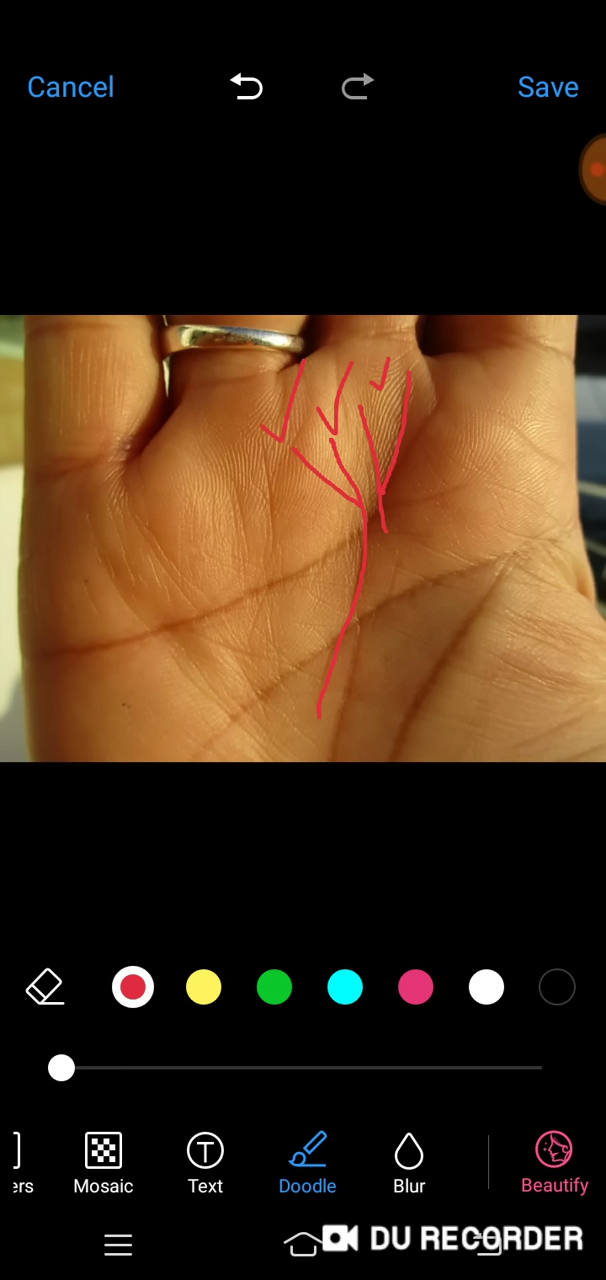 Cancel
Save
ers
Mosaic
T
Text
Doodle
Blur
Beautify
DU RECORDER